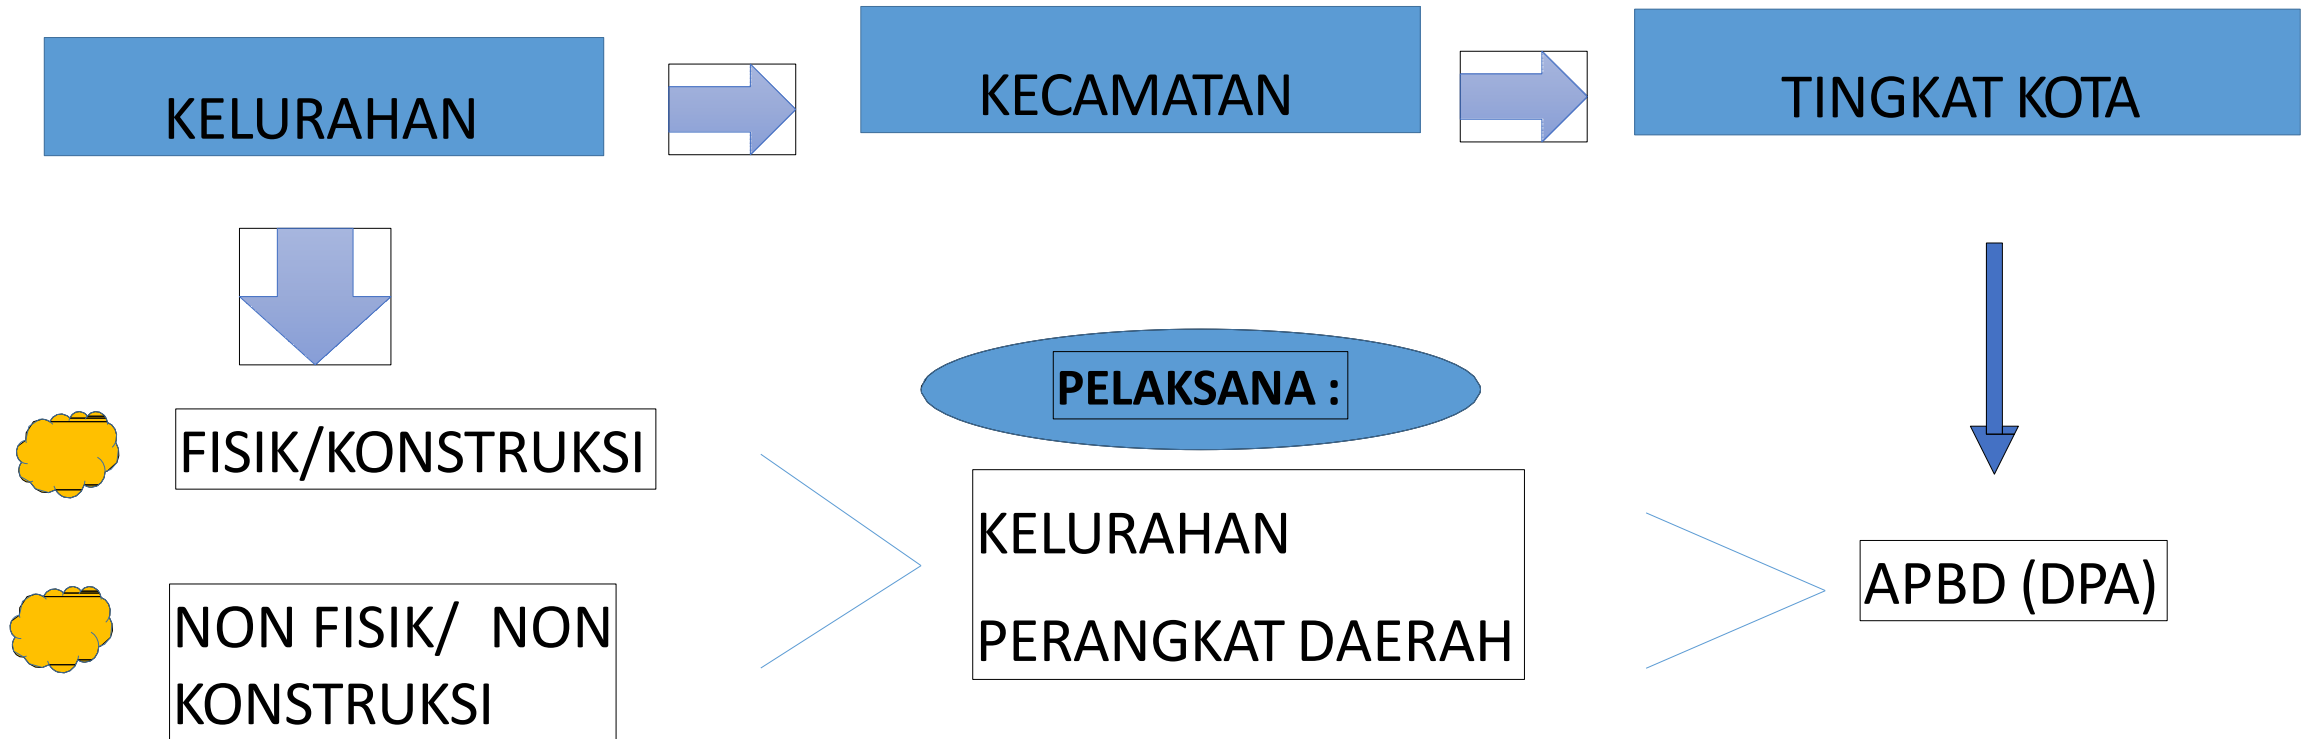 KELURAHAN
KECAMATAN
TINGKAT KOTA
PELAKSANA :
FISIK/KONSTRUKSI
NON FISIK/ NON
KONSTRUKSI
KELURAHAN
PERANGKAT DAERAH
APBD (DPA)